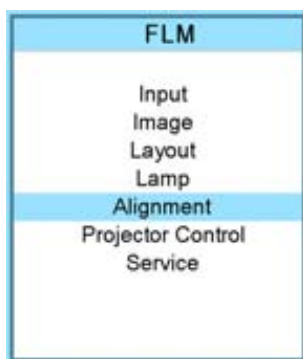 FLM
Input
Image
Layout
Lamp
Alignment
Projector Control
Service